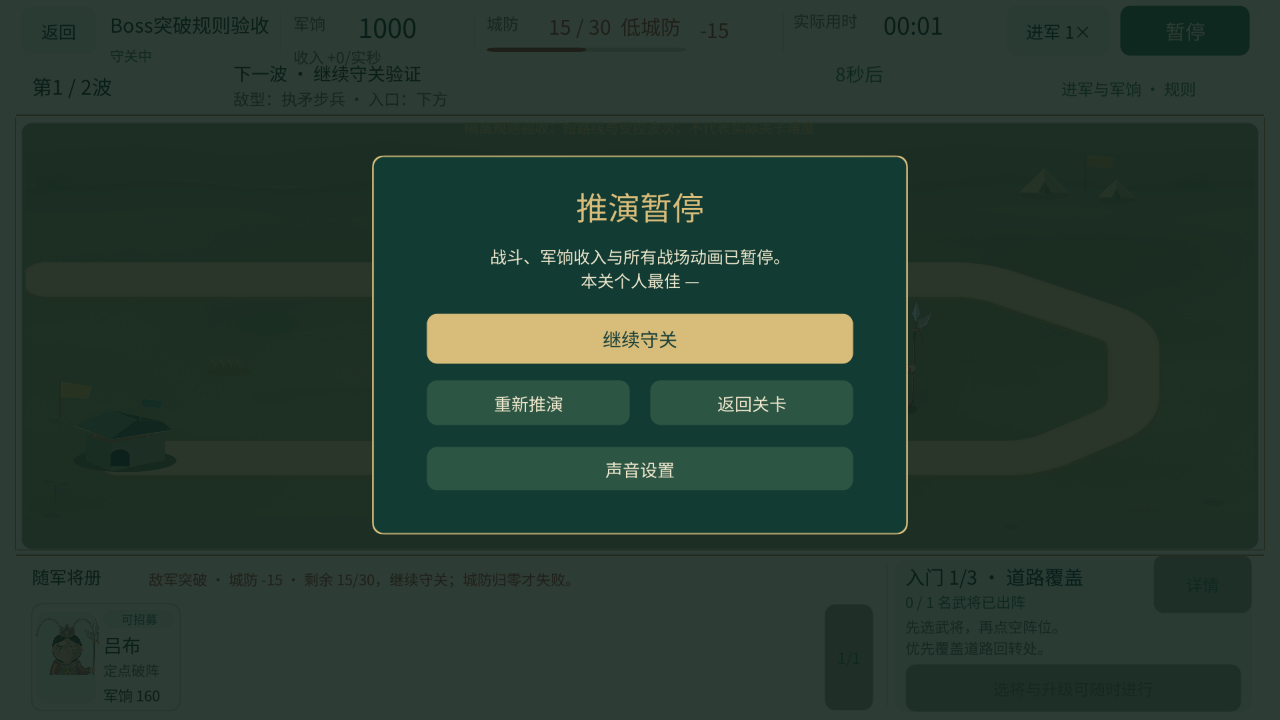 返回
Boss突破规则验收
守关中
军饷 1000
收入 +0/实秒
城防 15 / 30 低城防 -15
实际用时 00:01
进军 1×
暂停
第1 / 2波
下一波 · 继续守关验证
敌型：执矛步兵 · 入口：下方
8秒后
进军与军饷 · 规则
推演暂停
战斗、军饷收入与所有战场动画已暂停。
本关个人最佳 —
继续守关
重新推演
返回关卡
声音设置
随军将册
敌军突破 · 城防 -15 · 剩余 15/30，继续守关；城防归零才失败。
可招募
吕布
定点破阵
军饷 160
1/1
入门 1/3 · 道路覆盖
0 / 1 名武将已出阵
先选武将，再点空阵位。
优先覆盖道路回转处。
详情
选将与升级可随时进行